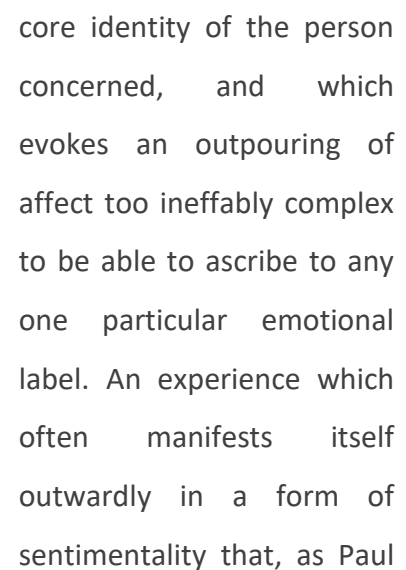 core identity of the person
concerned, and which
evokes an outpouring of
affect too ineffably complex
to be able to ascribe to any
one particular emotional
label. An experience which
often manifests itself
outwardly in a form of
sentimentality that, as Paul